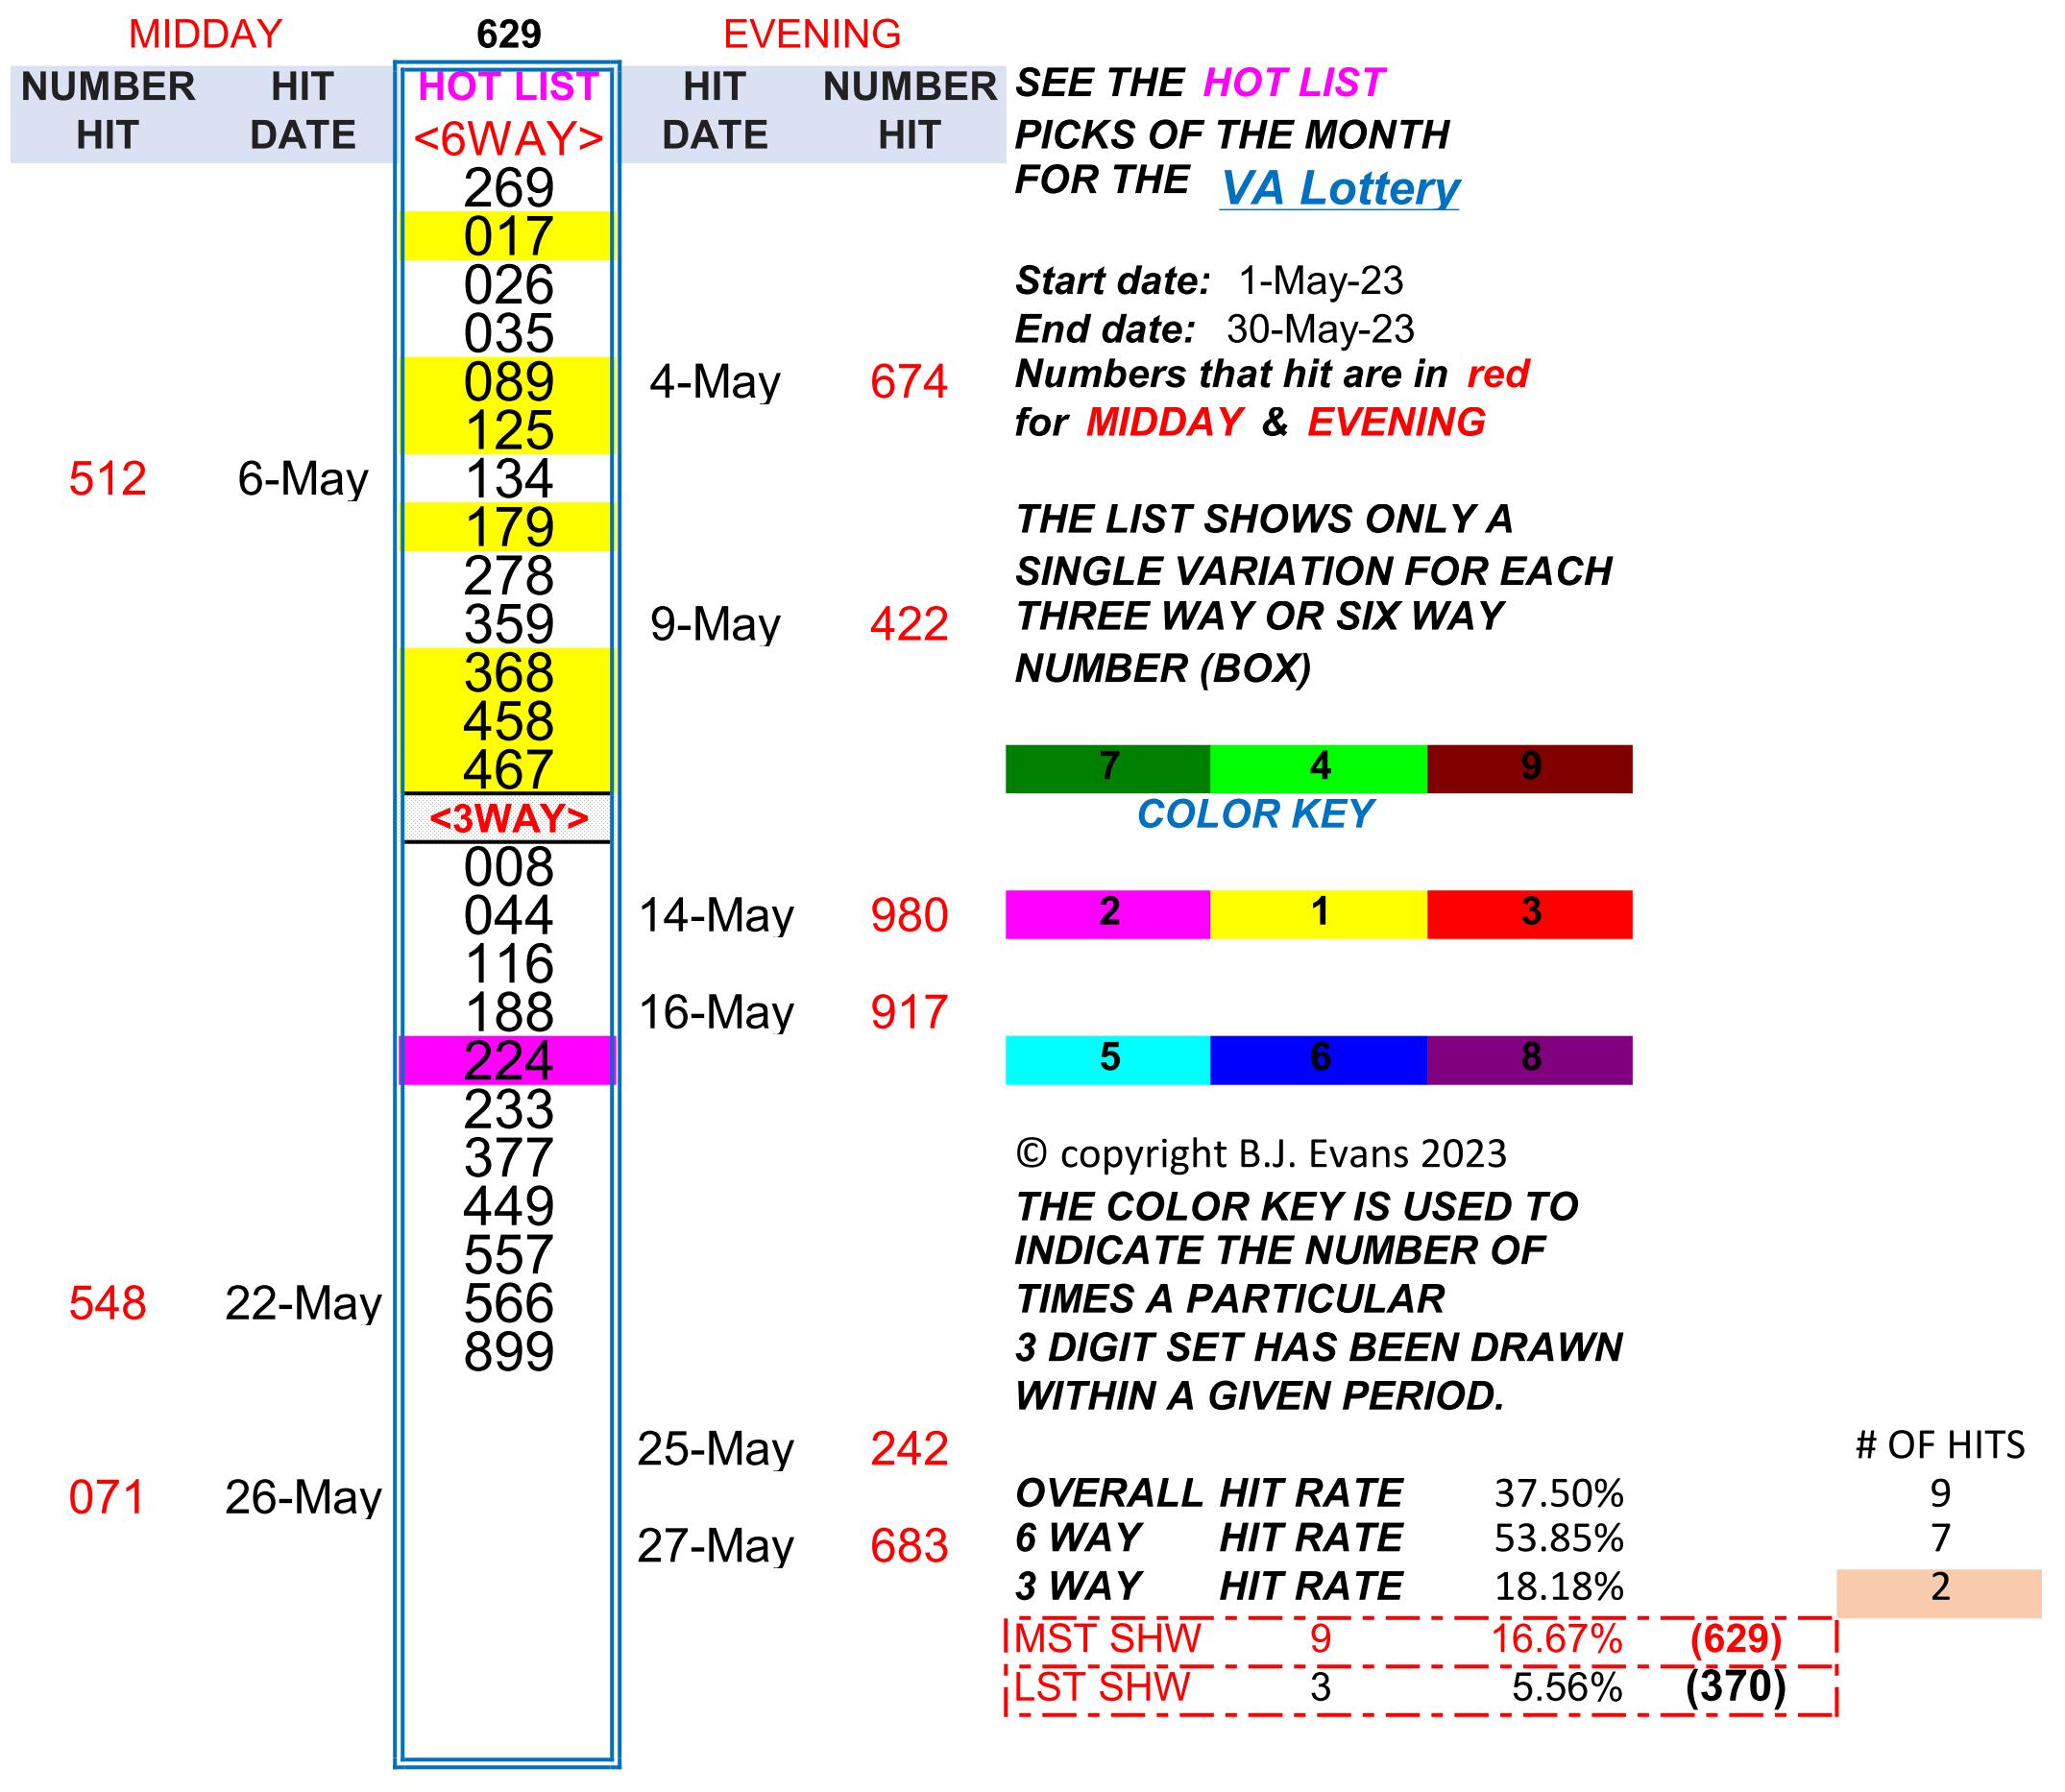 MIDDAY 629 EVENING
NUMBER HIT HOT LIST HIT NUMBER
HIT DATE <6WAY> DATE HIT
269
017
026
035
089 4-May 674
125
512 6-May 134
179
278
359 9-May 422
368
458
467
<3WAY>
008
044 14-May 980
116
188 16-May 917
224
233
377
449
557
548 22-May 566
899
25-May 242
071 26-May
27-May 683
SEE THE HOT LIST
PICKS OF THE MONTH
FOR THE VA Lottery
Start date: 1-May-23
End date: 30-May-23
Numbers that hit are in red
for MIDDAY & EVENING
THE LIST SHOWS ONLY A
SINGLE VARIATION FOR EACH
THREE WAY OR SIX WAY
NUMBER (BOX)
7 4 9
COLOR KEY
2 1 3
5 6 8
© copyright B.J. Evans 2023
THE COLOR KEY IS USED TO
INDICATE THE NUMBER OF
TIMES A PARTICULAR
3 DIGIT SET HAS BEEN DRAWN
WITHIN A GIVEN PERIOD.
# OF HITS
OVERALL HIT RATE 37.50% 9
6 WAY HIT RATE 53.85% 7
3 WAY HIT RATE 18.18% 2
MST SHW 9 16.67% (629)
LST SHW 3 5.56% (370)